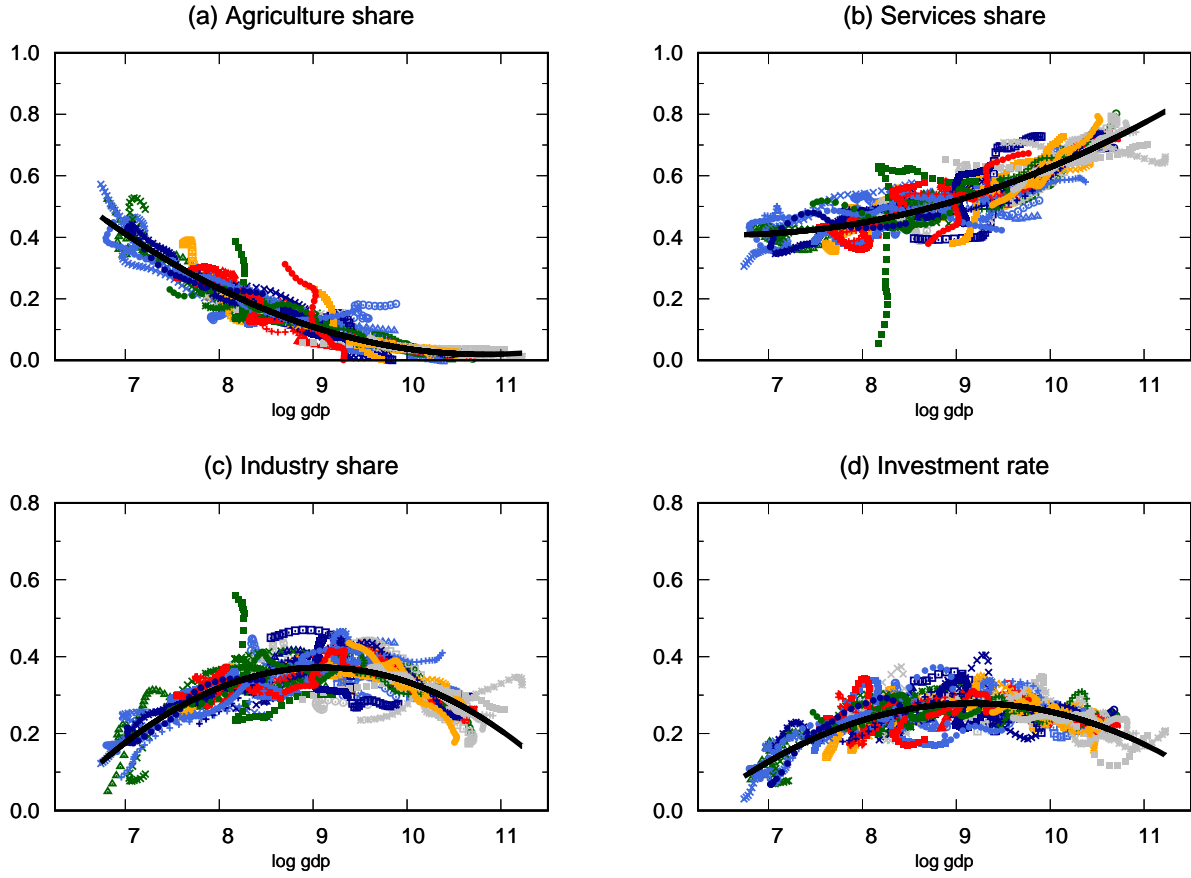 (a) Agriculture share
1.0
0.8
0.6
0.4
0.2
0.0
7 8 9 10 11
log gdp
(b) Services share
1.0
0.8
0.6
0.4
0.2
0.0
7 8 9 10 11
log gdp
(c) Industry share
0.8
0.6
0.4
0.2
0.0
7 8 9 10 11
log gdp
(d) Investment rate
0.8
0.6
0.4
0.2
0.0
7 8 9 10 11
log gdp